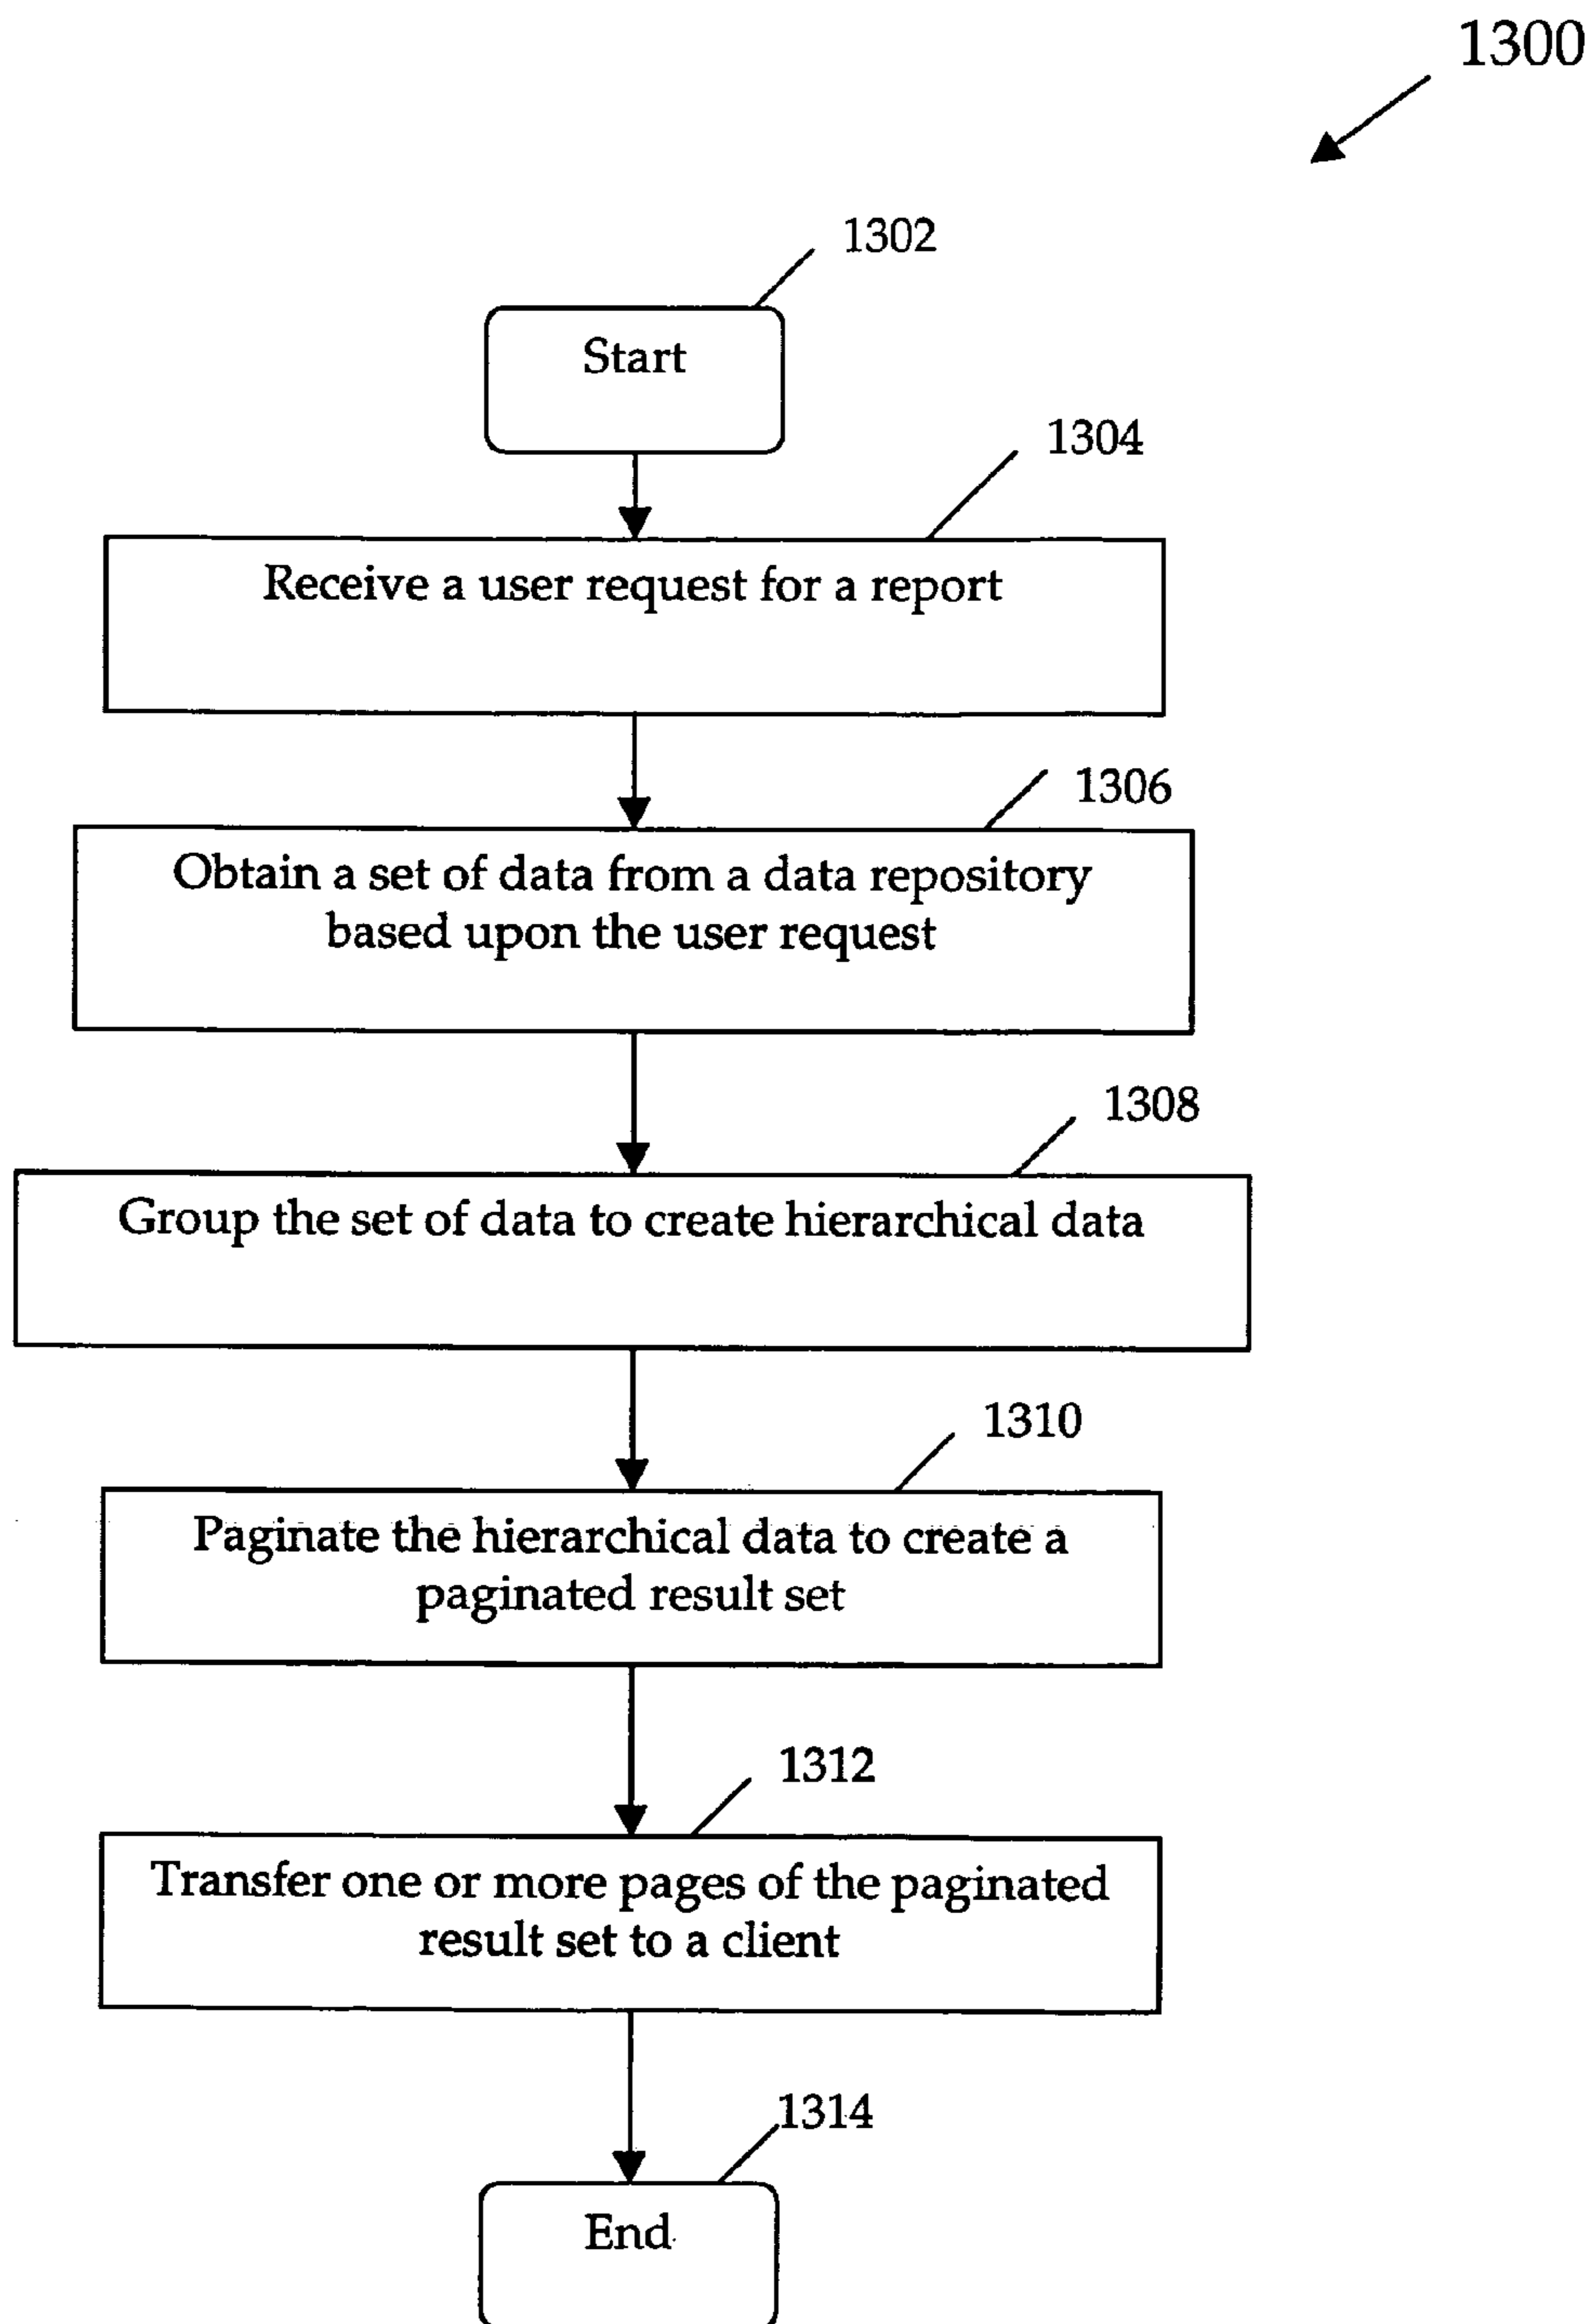 1300
1302
Start
1304
Receive a user request for a report
1306
Obtain a set of data from a data repository
based upon the user request
1308
Group the set of data to create hierarchical data
1310
Paginate the hierarchical data to create a
paginated result set
1312
Transfer one or more pages of the paginated
result set to a client
1314
End